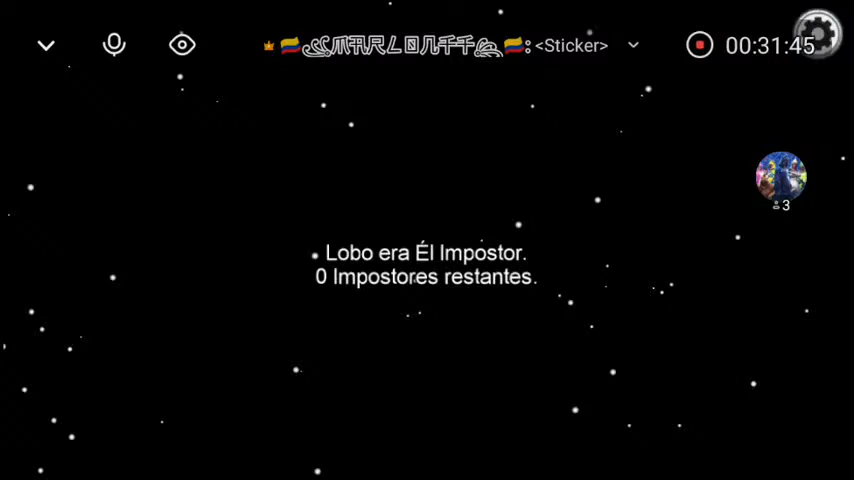 <Sticker>
00:31:45
3
Lobo era Él Impostor.
0 Impostores restantes.